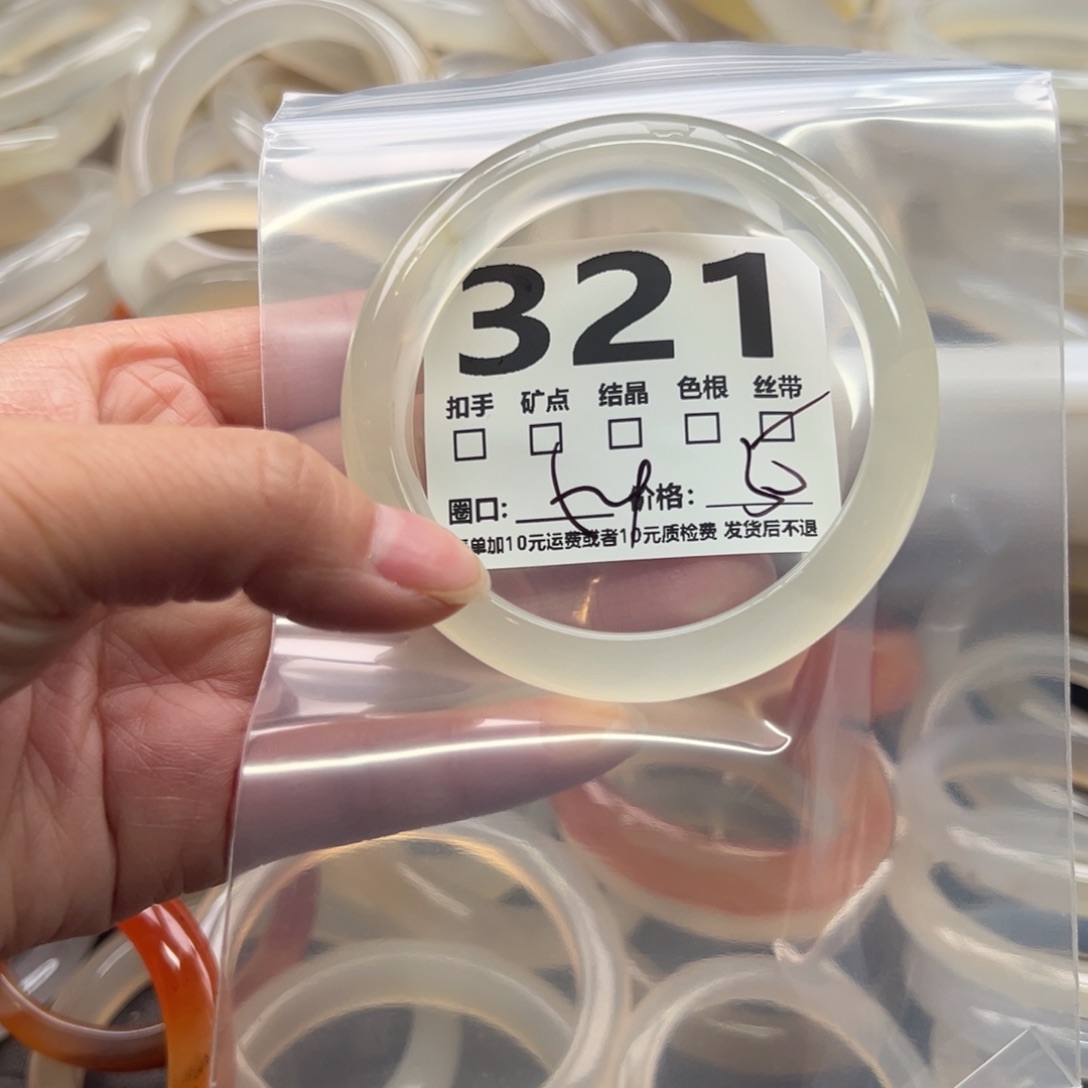 321
扣手 矿点 结晶 色根 丝带
圈口: 价格:
单加10元运费或者10元质检费 发货后不退